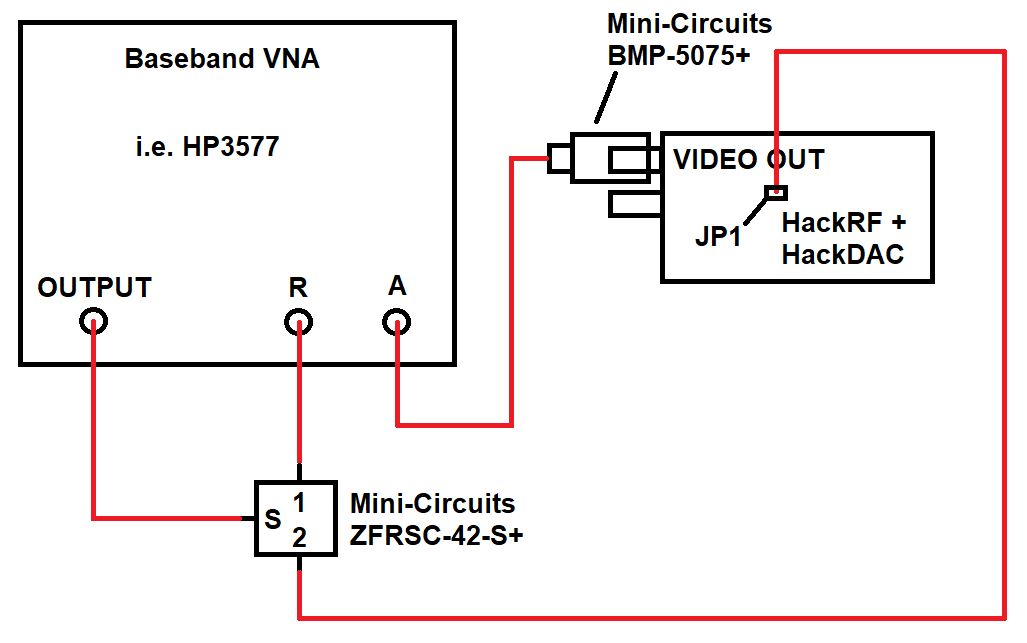 Mini-Circuits
BMP-5075+
Baseband VNA
i.e. HP3577
VIDEO OUT
JP1
HackRF +
HackDAC
OUTPUT
R
A
S
1
2
Mini-Circuits
ZFRSC-42-S+